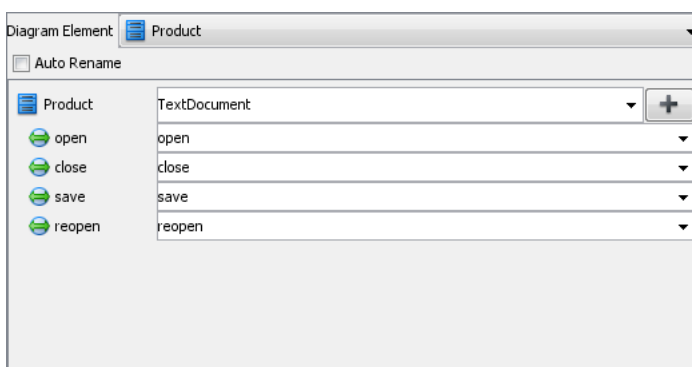 Diagram Element Product
Auto Rename
Product TextDocument
open open
close close
save save
reopen reopen